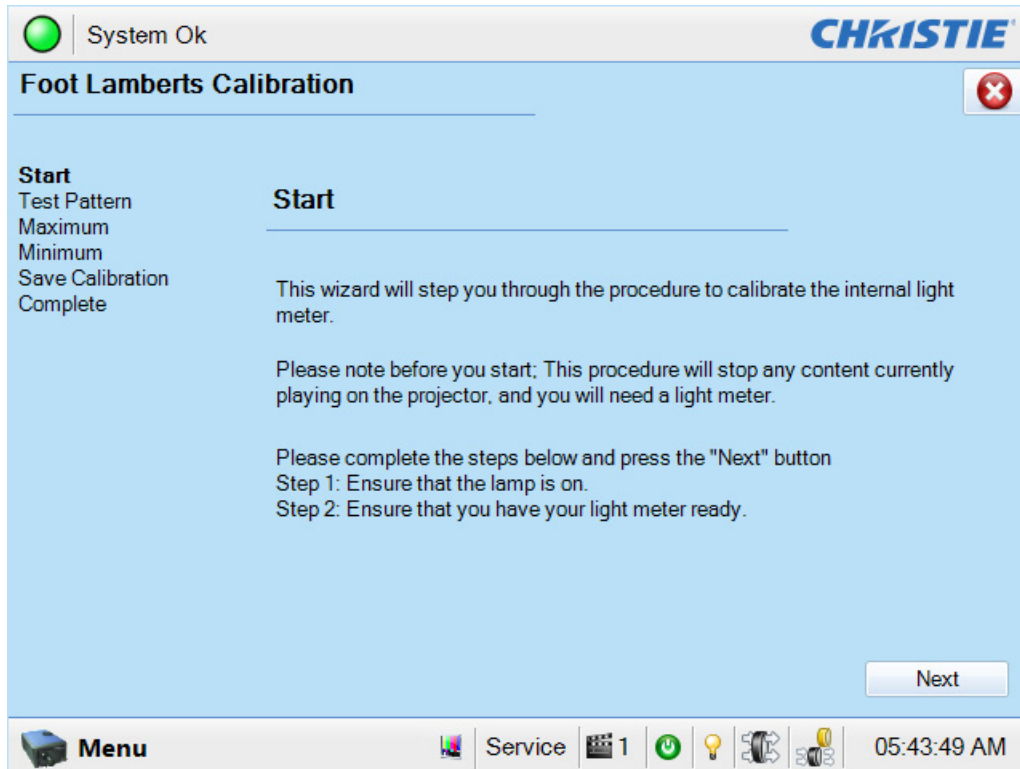 System Ok
CHRISTIE
Foot Lamberts Calibration
Start
Test Pattern
Maximum
Minimum
Save Calibration
Complete
Start
This wizard will step you through the procedure to calibrate the internal light
meter.
Please note before you start; This procedure will stop any content currently
playing on the projector, and you will need a light meter.
Please complete the steps below and press the "Next" button
Step 1: Ensure that the lamp is on.
Step 2: Ensure that you have your light meter ready.
Next
Menu
Service
1
05:43:49 AM